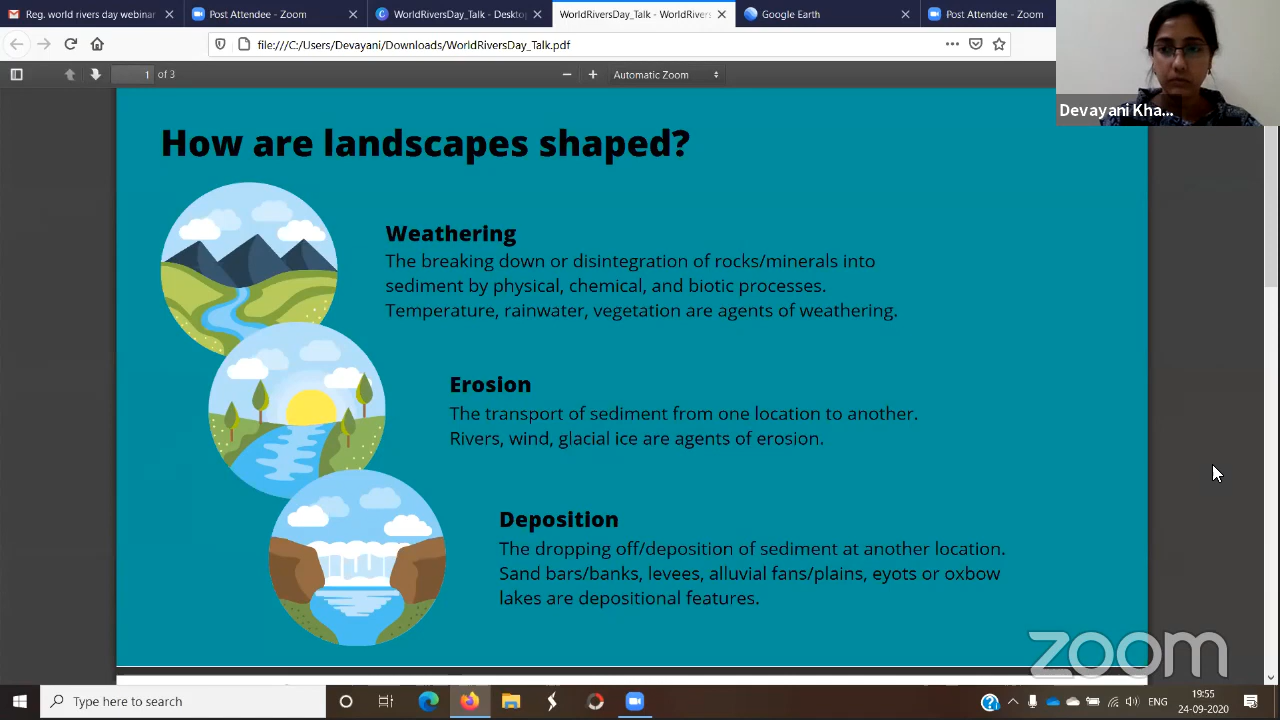 Reg. world rivers day webinar
Post Attendee - Zoom
WorldRiversDay_Talk - Deskto
WorldRiversDay_Talk - WorldRivers
Google Earth
Post Attendee - Zoom
file:///C:/Users/Devayani/Downloads/WorldRiversDay_Talk.pdf
1 of 3
Automatic Zoom
Devayani Kha...
How are landscapes shaped?
Weathering
The breaking down or disintegration of rocks/minerals into
sediment by physical, chemical, and biotic processes.
Temperature, rainwater, vegetation are agents of weathering.
Erosion
The transport of sediment from one location to another.
Rivers, wind, glacial ice are agents of erosion.
Deposition
The dropping off/deposition of sediment at another location.
Sand bars/banks, levees, alluvial fans/plains, eyots or oxbow
lakes are depositional features.
zoom
Type here to search
ENG
19:55
24-09-2020